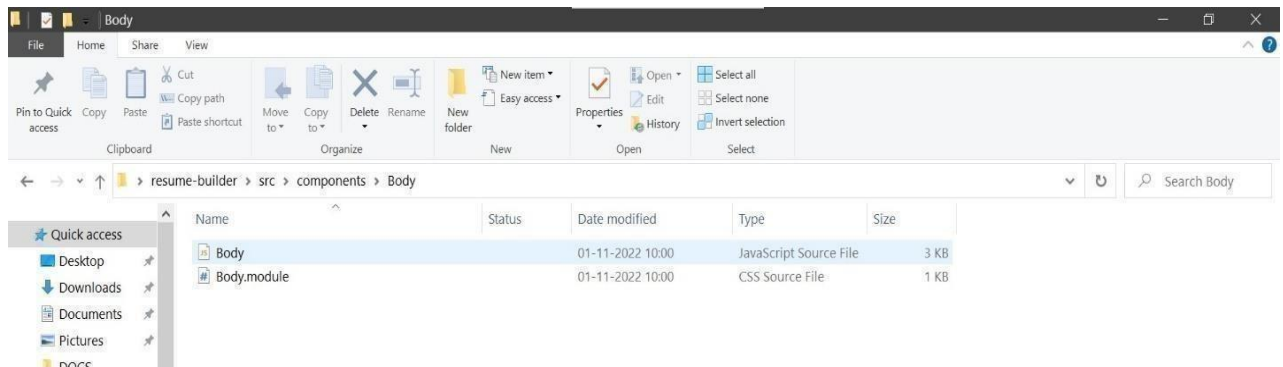 Body
File Home Share View
Pin to Quick access
Copy
Paste
Cut
Copy path
Paste shortcut
Clipboard
Move to
Copy to
Delete
Rename
Organize
New folder
New item
Easy access
New
Properties
Open
Edit
History
Open
Select all
Select none
Invert selection
Select
resume-builder > src > components > Body
Search Body
Quick access
Desktop
Downloads
Documents
Pictures
DOCS
Name Status Date modified Type Size
Body 01-11-2022 10:00 JavaScript Source File 3 KB
Body.module 01-11-2022 10:00 CSS Source File 1 KB